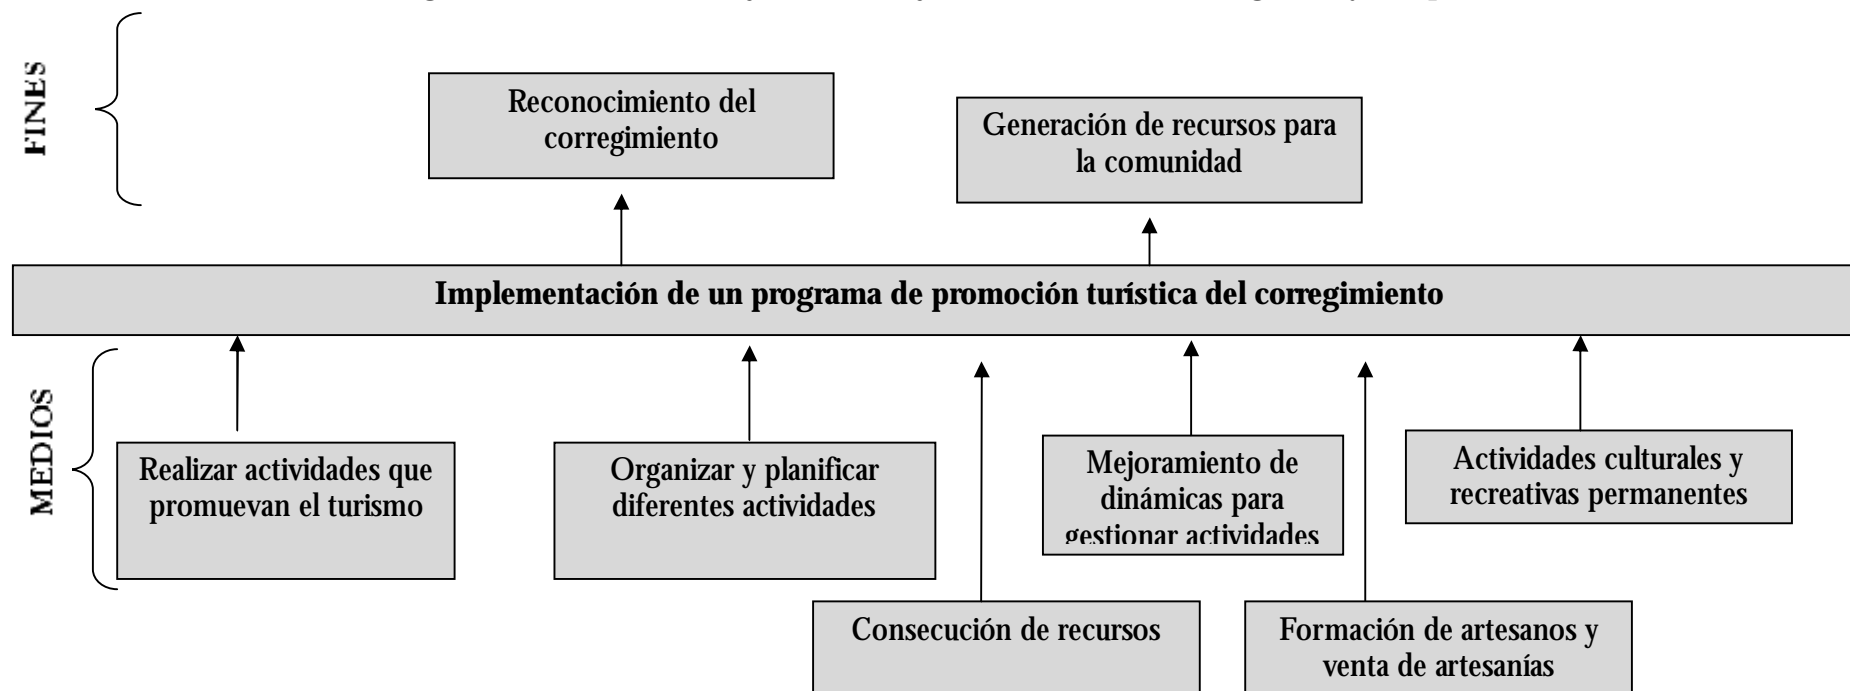 FINES
Reconocimiento del
corregimiento
Generación de recursos para
la comunidad
Implementación de un programa de promoción turística del corregimiento
MEDIOS
Realizar actividades que
promuevan el turismo
Organizar y planificar
diferentes actividades
Mejoramiento de
dinámicas para
gestionar actividades
Actividades culturales y
recreativas permanentes
Consecución de recursos
Formación de artesanos y
venta de artesanías